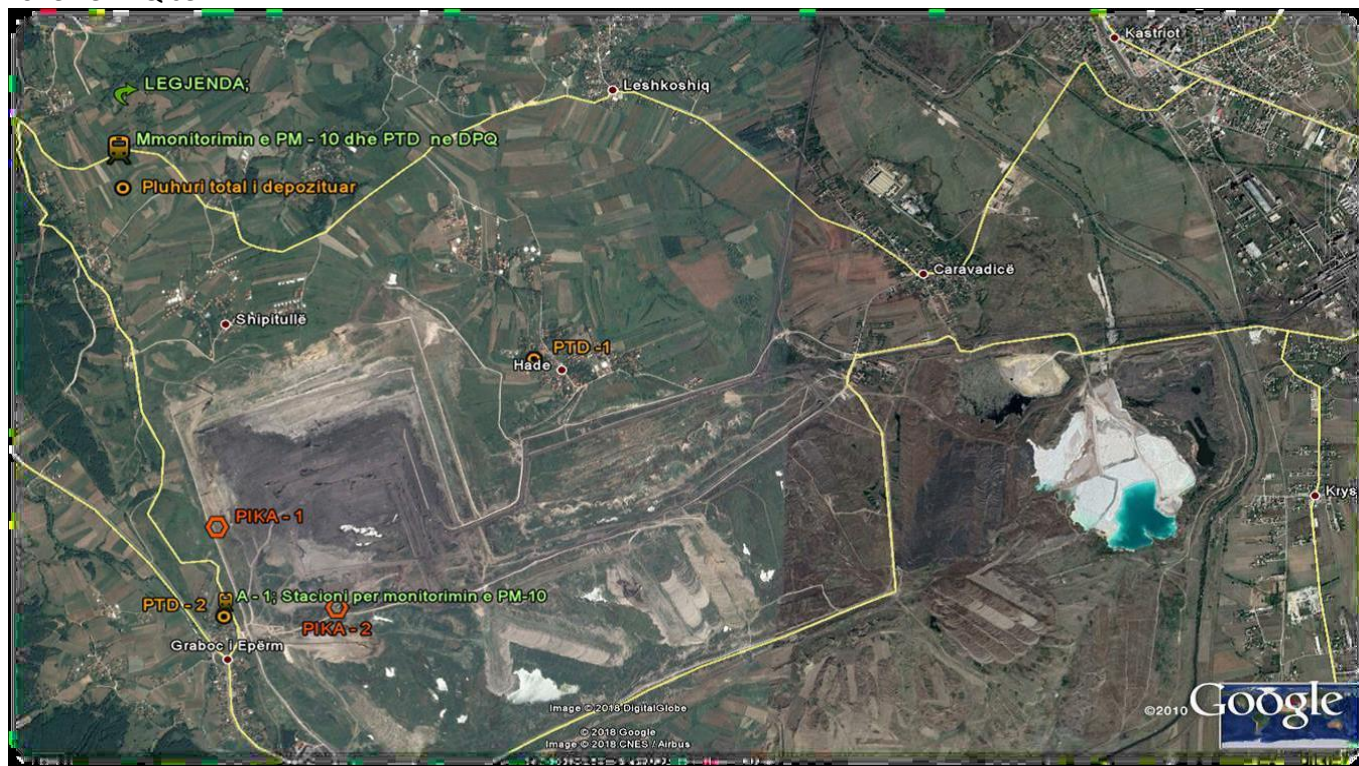 Kastriot
LEGJENDA;
Leshkoshiq
Mmonitorimin e PM - 10 dhe PTD ne DPQ
Pluhuri total i depozituar
Caravadicë
Shipitullë
PTD -1
Hade
Krys
PIKA - 1
A - 1; Stacioni per monitorimin e PM-10
PTD - 2
PIKA - 2
Graboc i Epërm
Image © 2018 DigitalGlobe
©2010 Google
© 2018 Google
Image © 2018 CNES / Airbus